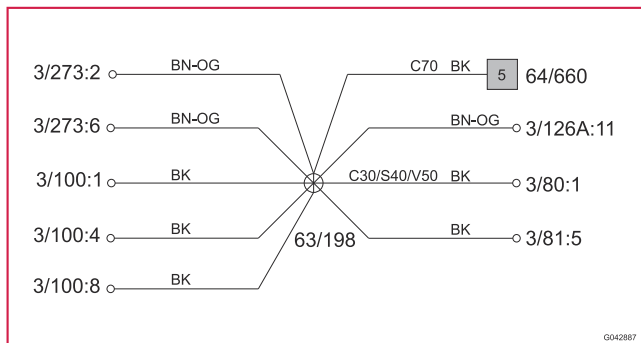 3/273:2 BN-OG C70 BK 5 64/660
3/273:6 BN-OG BN-OG 3/126A:11
3/100:1 BK C30/S40/V50 BK 3/80:1
3/100:4 BK 63/198 BK 3/81:5
3/100:8 BK
G042887